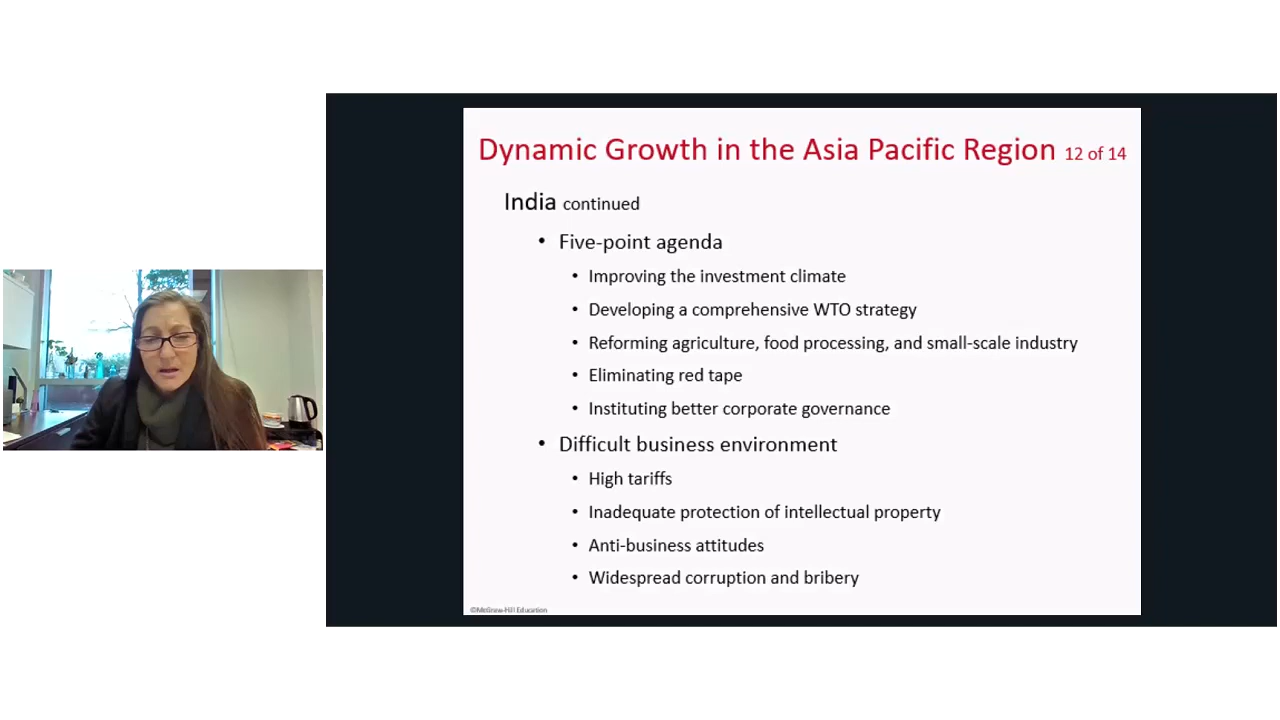 Dynamic Growth in the Asia Pacific Region 12 of 14
India continued
• Five-point agenda
• Improving the investment climate
• Developing a comprehensive WTO strategy
• Reforming agriculture, food processing, and small-scale industry
• Eliminating red tape
• Instituting better corporate governance
• Difficult business environment
• High tariffs
• Inadequate protection of intellectual property
• Anti-business attitudes
• Widespread corruption and bribery
©McGraw-Hill Education